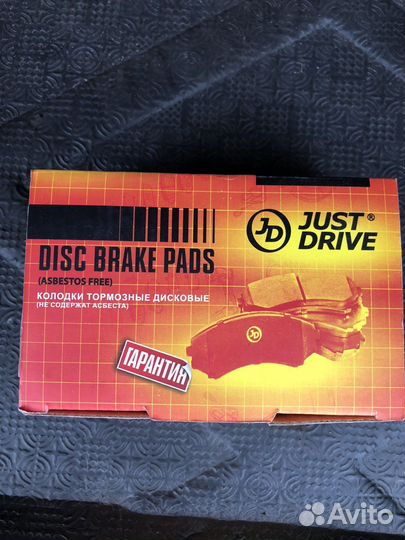 JD JUST® DRIVE
DISC BRAKE PADS
(ASBESTOS FREE)
КОЛОДКИ ТОРМОЗНЫЕ ДИСКОВЫЕ
(НЕ СОДЕРЖАТ АСБЕСТА)
JD
ГАРАНТИЯ
Avito